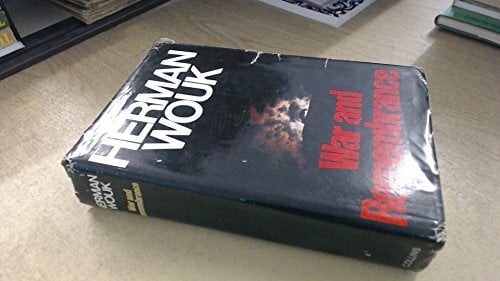 HERMAN
WOUK
War and
Remembrance
HERMAN
WOUK
War and
Remembrance
COLLINS